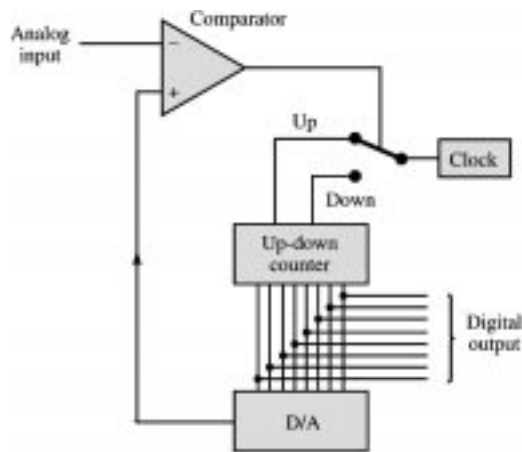 Comparator
Analog
input
−
+
Up
Clock
Down
Up-down
counter
Digital
output
D/A